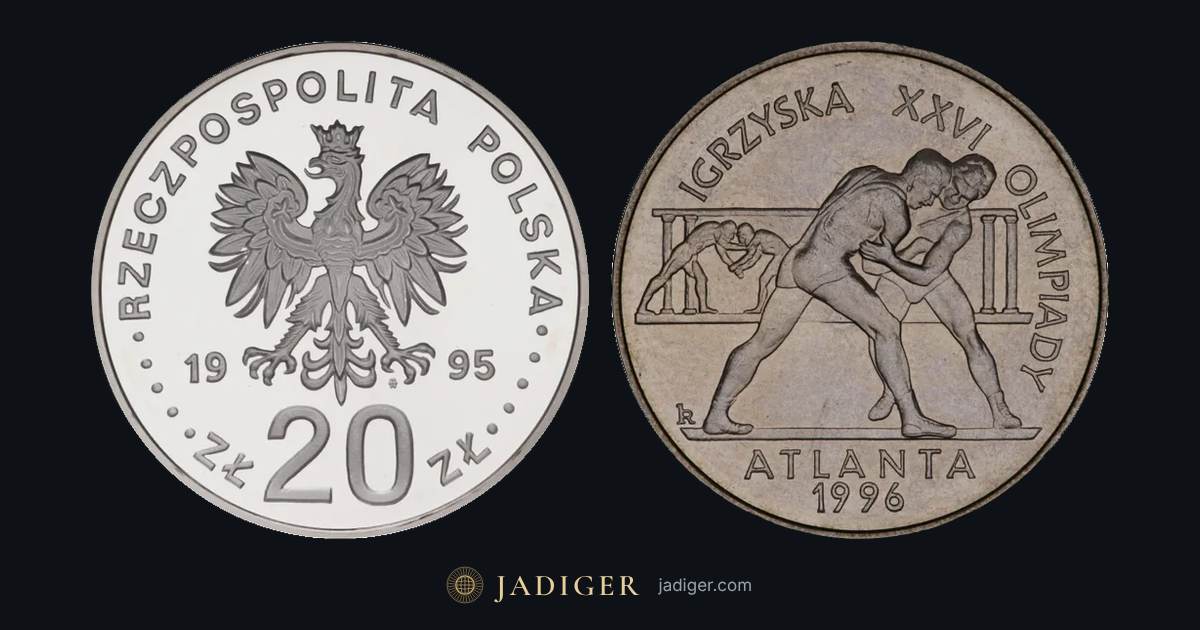 RZECZPOSPOLITA POLSKA
19 95
ZŁ 20 ZŁ
IGRZYSKA XXVI OLIMPIADY
ATLANTA
1996
JADIGER jadiger.com